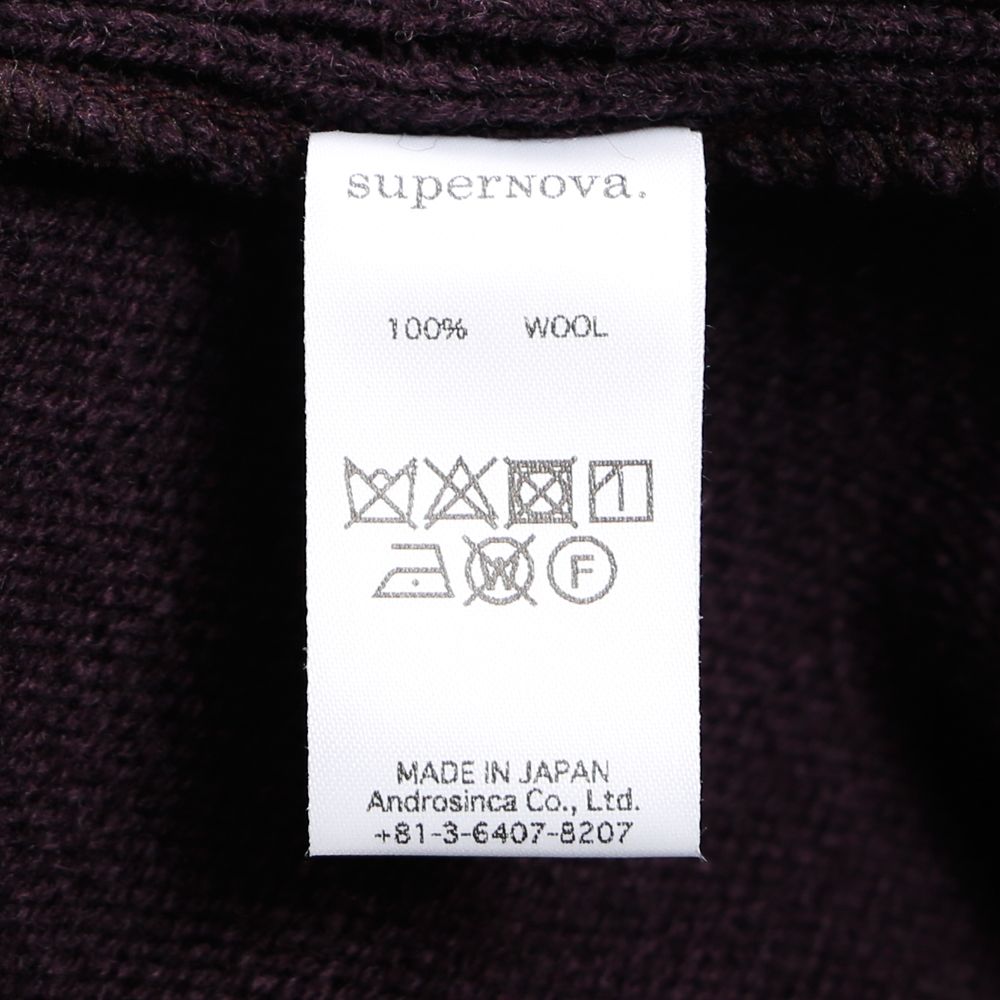 superNova.
100% WOOL
W F
MADE IN JAPAN
Androsinca Co., Ltd.
+81-3-6407-8207